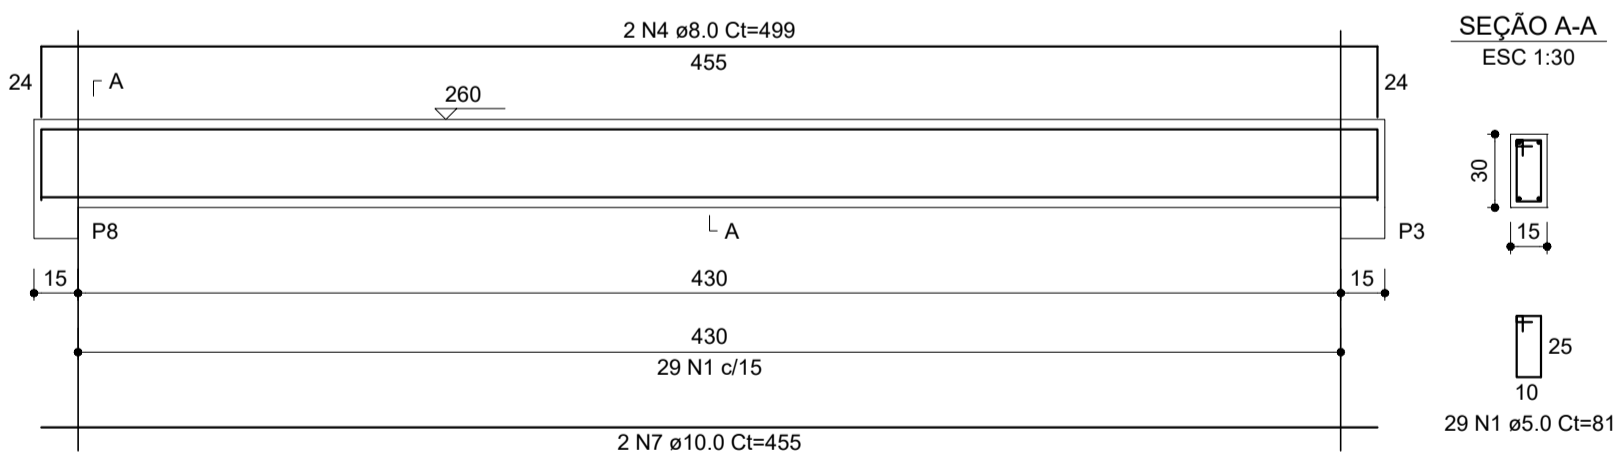 2 N4 ø8.0 Ct=499
455
24
A
24
260
P8
A
P3
15
430
15
430
29 N1 c/15
2 N7 ø10.0 Ct=455
SEÇÃO A-A
ESC 1:30
30
15
25
10
29 N1 ø5.0 Ct=81